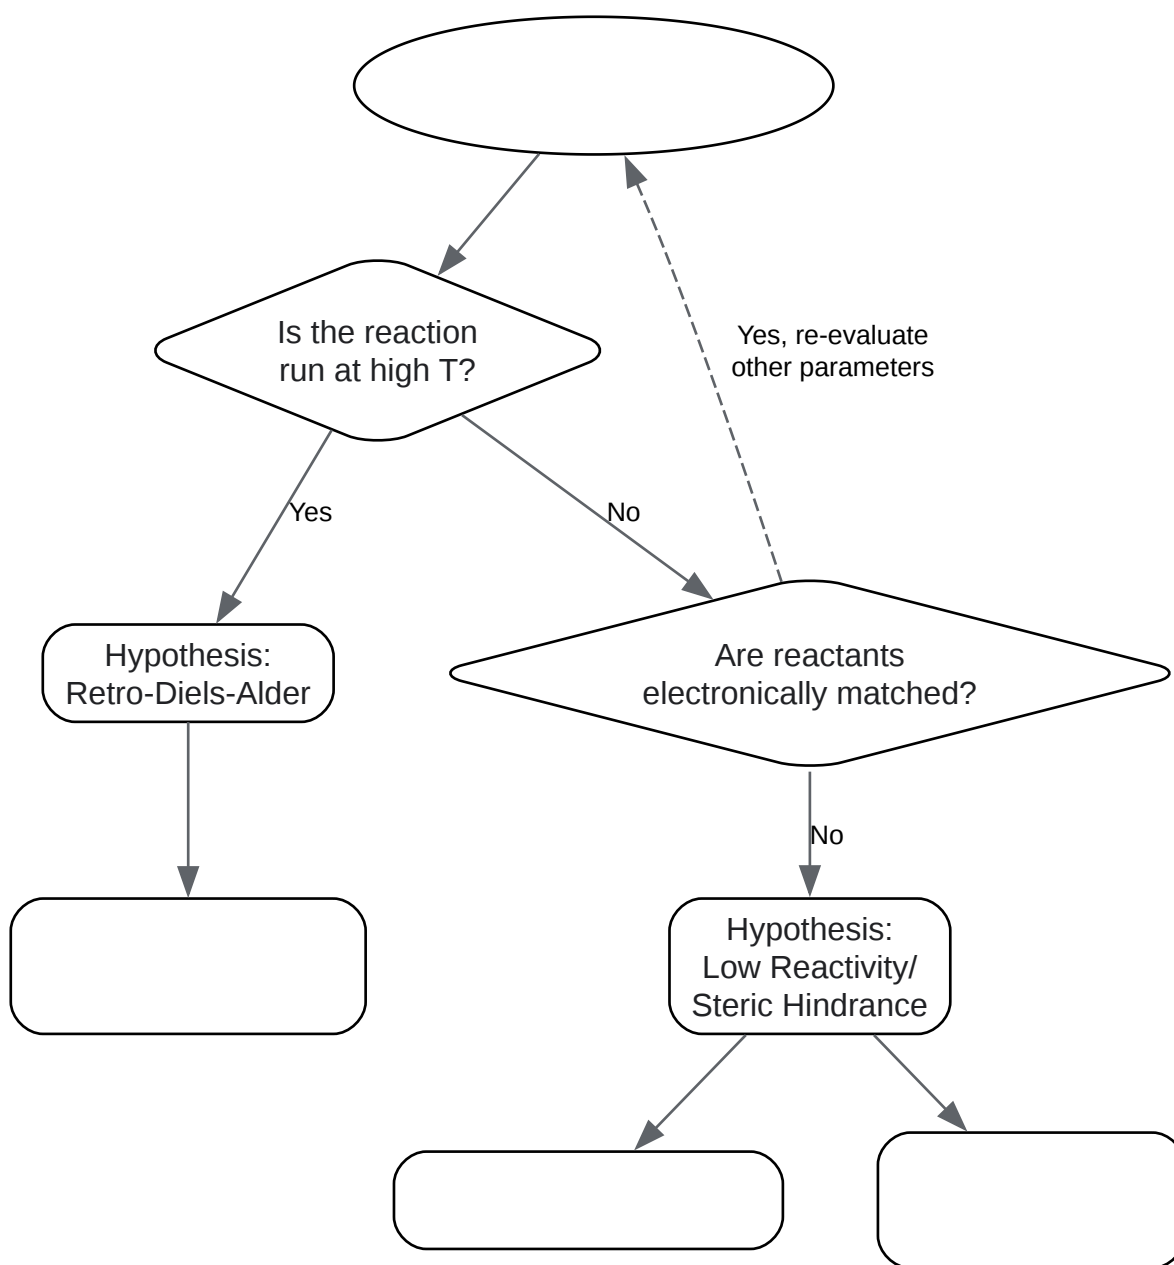 Is the reaction
run at high T?
Yes, re-evaluate
other parameters
Yes
No
Hypothesis:
Retro-Diels-Alder
Are reactants
electronically matched?
No
Hypothesis:
Low Reactivity/
Steric Hindrance